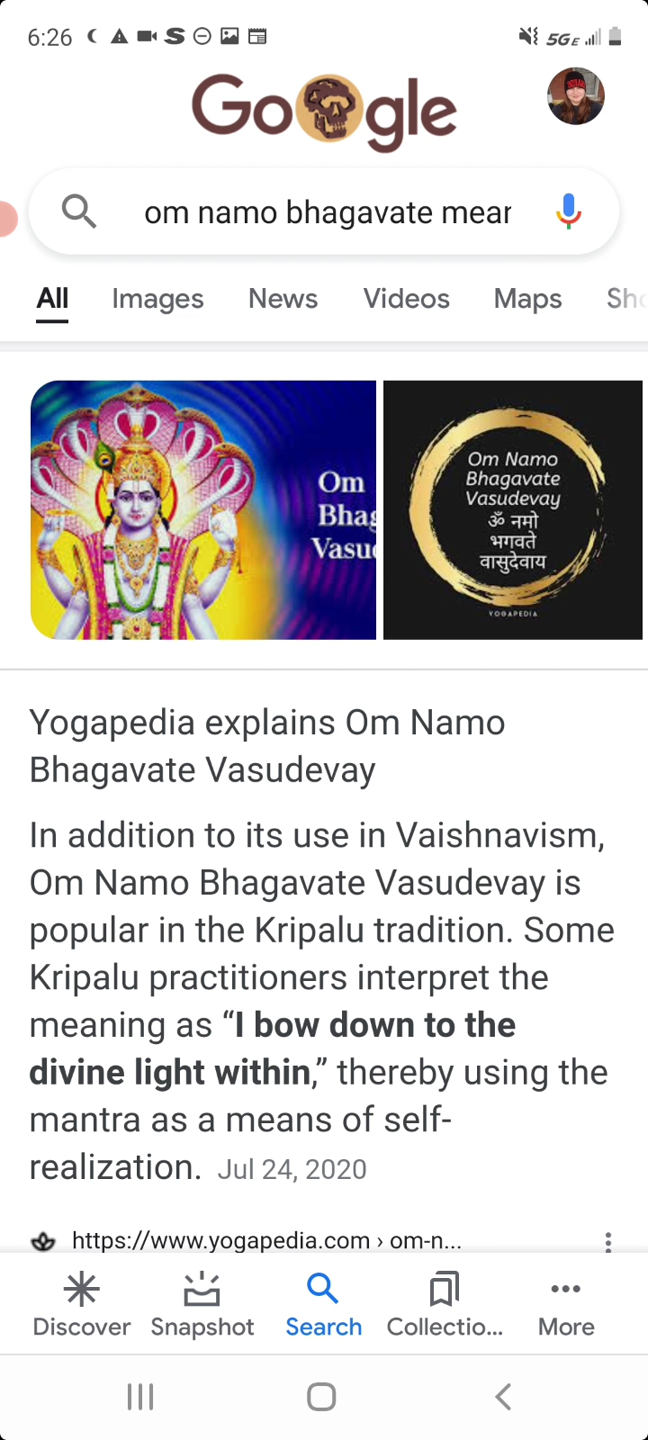 6:26 5GE
Google
om namo bhagavate mear
All Images News Videos Maps Sho
Om
Bhag
Vasud
Om Namo
Bhagavate
Vasudevay
ॐ नमो
भगवते
वासुदेवाय
YOGAPEDIA
Yogapedia explains Om Namo
Bhagavate Vasudevay
In addition to its use in Vaishnavism,
Om Namo Bhagavate Vasudevay is
popular in the Kripalu tradition. Some
Kripalu practitioners interpret the
meaning as “I bow down to the
divine light within,” thereby using the
mantra as a means of self-
realization. Jul 24, 2020
https://www.yogapedia.com › om-n...
Discover Snapshot Search Collectio... More